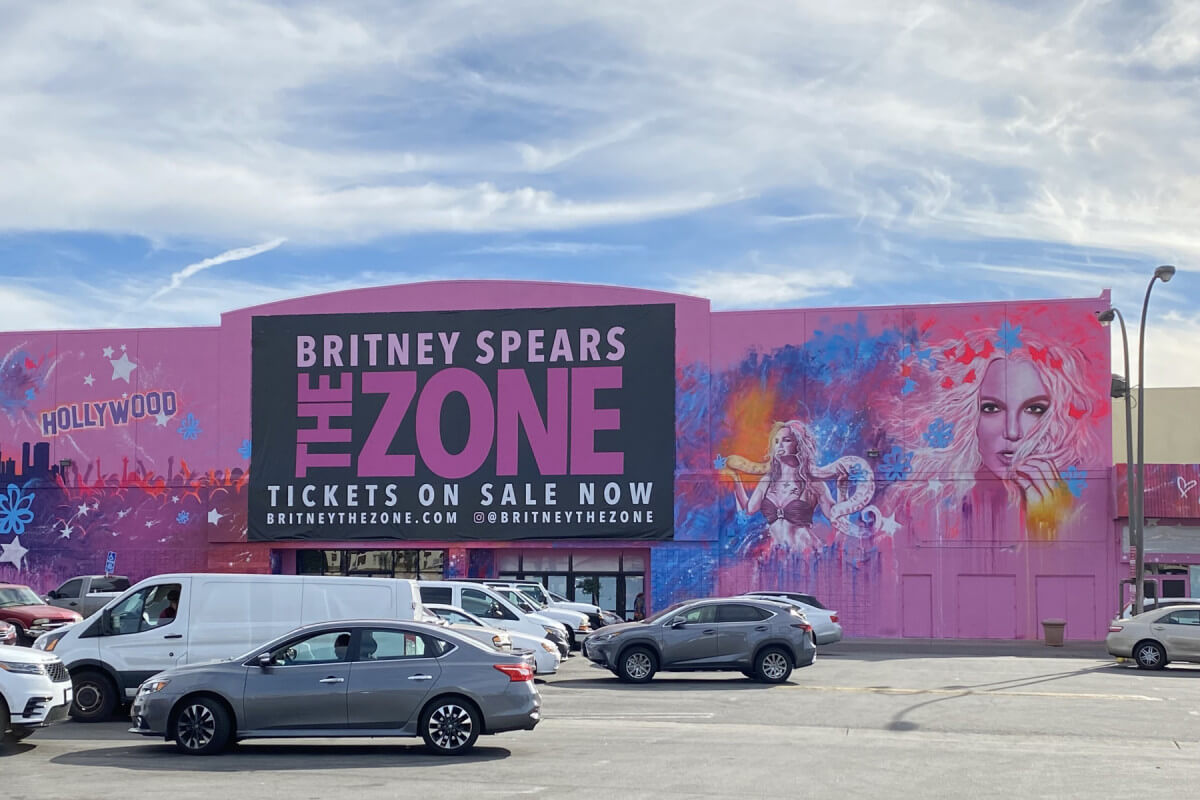 HOLLYWOOD
BRITNEY SPEARS
THE ZONE
TICKETS ON SALE NOW
BRITNEYTHEZONE.COM @BRITNEYTHEZONE